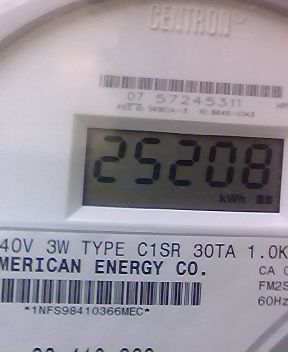 CENTRON®
07 57245311
25208
kWh
40V 3W TYPE C1SR 30TA 1.0K
MERICAN ENERGY CO.
CA 0
FM2S
60Hz
*1NFS98410366MEC*